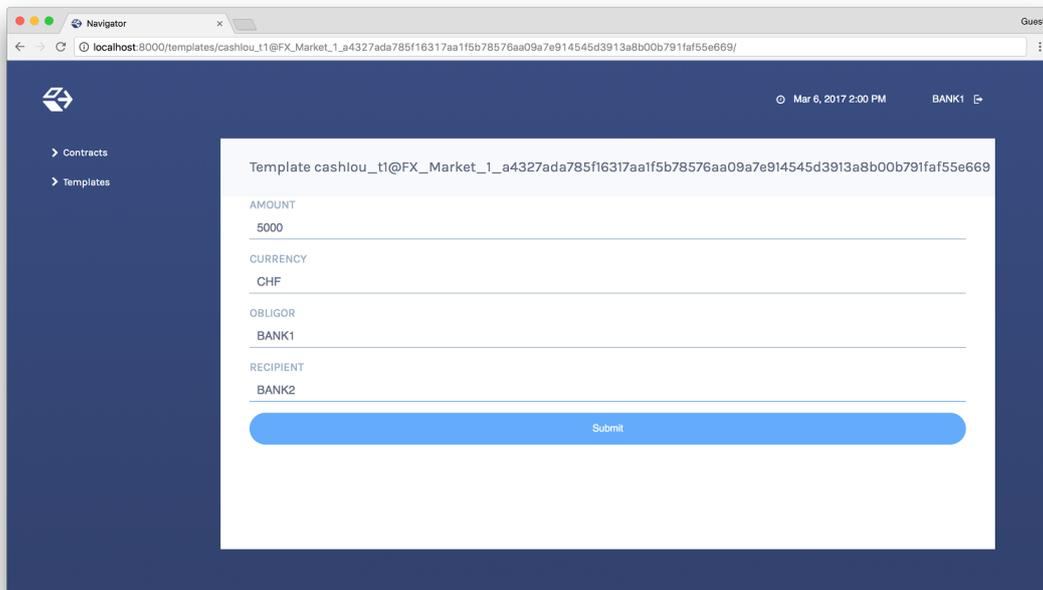 Navigator
Guest
localhost:8000/templates/cashIou_t1@FX_Market_1_a4327ada785f16317aa1f5b78576aa09a7e914545d3913a8b00b791faf55e669/
Mar 6, 2017 2:00 PM
BANK1
Contracts
Templates
Template cashIou_t1@FX_Market_1_a4327ada785f16317aa1f5b78576aa09a7e914545d3913a8b00b791faf55e669
AMOUNT
5000
CURRENCY
CHF
OBLIGOR
BANK1
RECIPIENT
BANK2
Submit